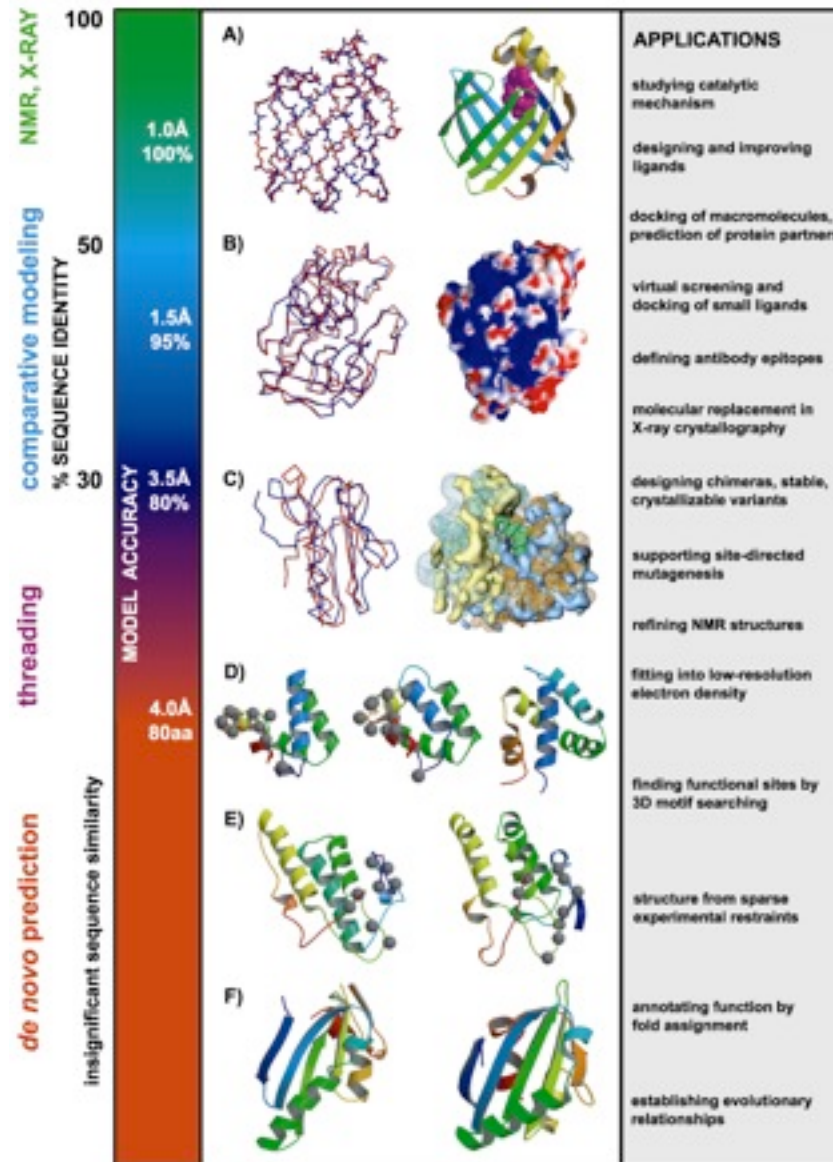 NMR, X-RAY
comparative modeling
threading
de novo prediction
100
50
30
% SEQUENCE IDENTITY
insignificant sequence similarity
MODEL ACCURACY
1.0Å
100%
1.5Å
95%
3.5Å
80%
4.0Å
80aa
A)
B)
C)
D)
E)
F)
APPLICATIONS
studying catalytic
mechanism
designing and improving
ligands
docking of macromolecules,
prediction of protein partners
virtual screening and
docking of small ligands
defining antibody epitopes
molecular replacement in
X-ray crystallography
designing chimeras, stable,
crystallizable variants
supporting site-directed
mutagenesis
refining NMR structures
fitting into low-resolution
electron density
finding functional sites by
3D motif searching
structure from sparse
experimental restraints
annotating function by
fold assignment
establishing evolutionary
relationships